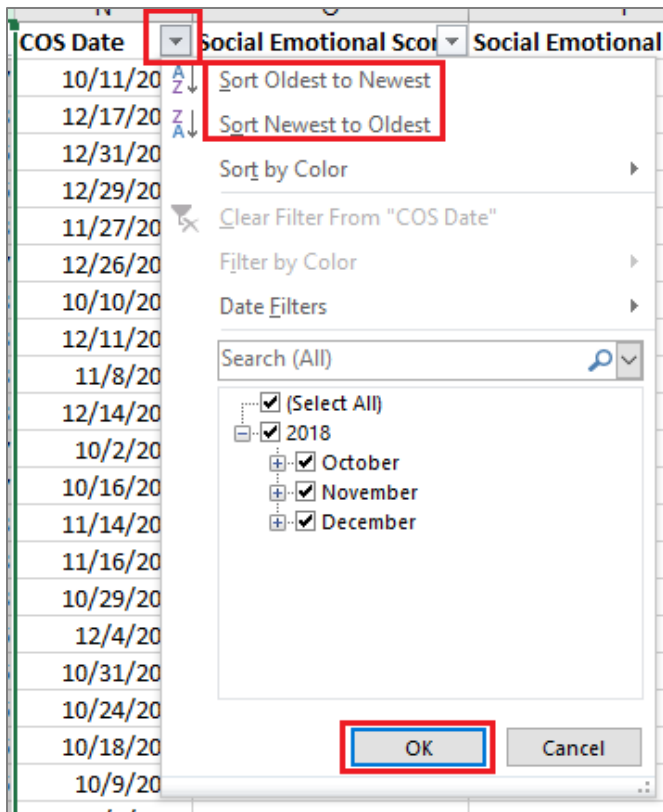 COS Date Social Emotional Scor Social Emotional
10/11/20
12/17/20
12/31/20
12/29/20
11/27/20
12/26/20
10/10/20
12/11/20
11/8/20
12/14/20
10/2/20
10/16/20
11/14/20
11/16/20
10/29/20
12/4/20
10/31/20
10/24/20
10/18/20
10/9/20
Sort Oldest to Newest
Sort Newest to Oldest
Sort by Color
Clear Filter From "COS Date"
Filter by Color
Date Filters
Search (All)
(Select All)
2018
October
November
December
OK Cancel